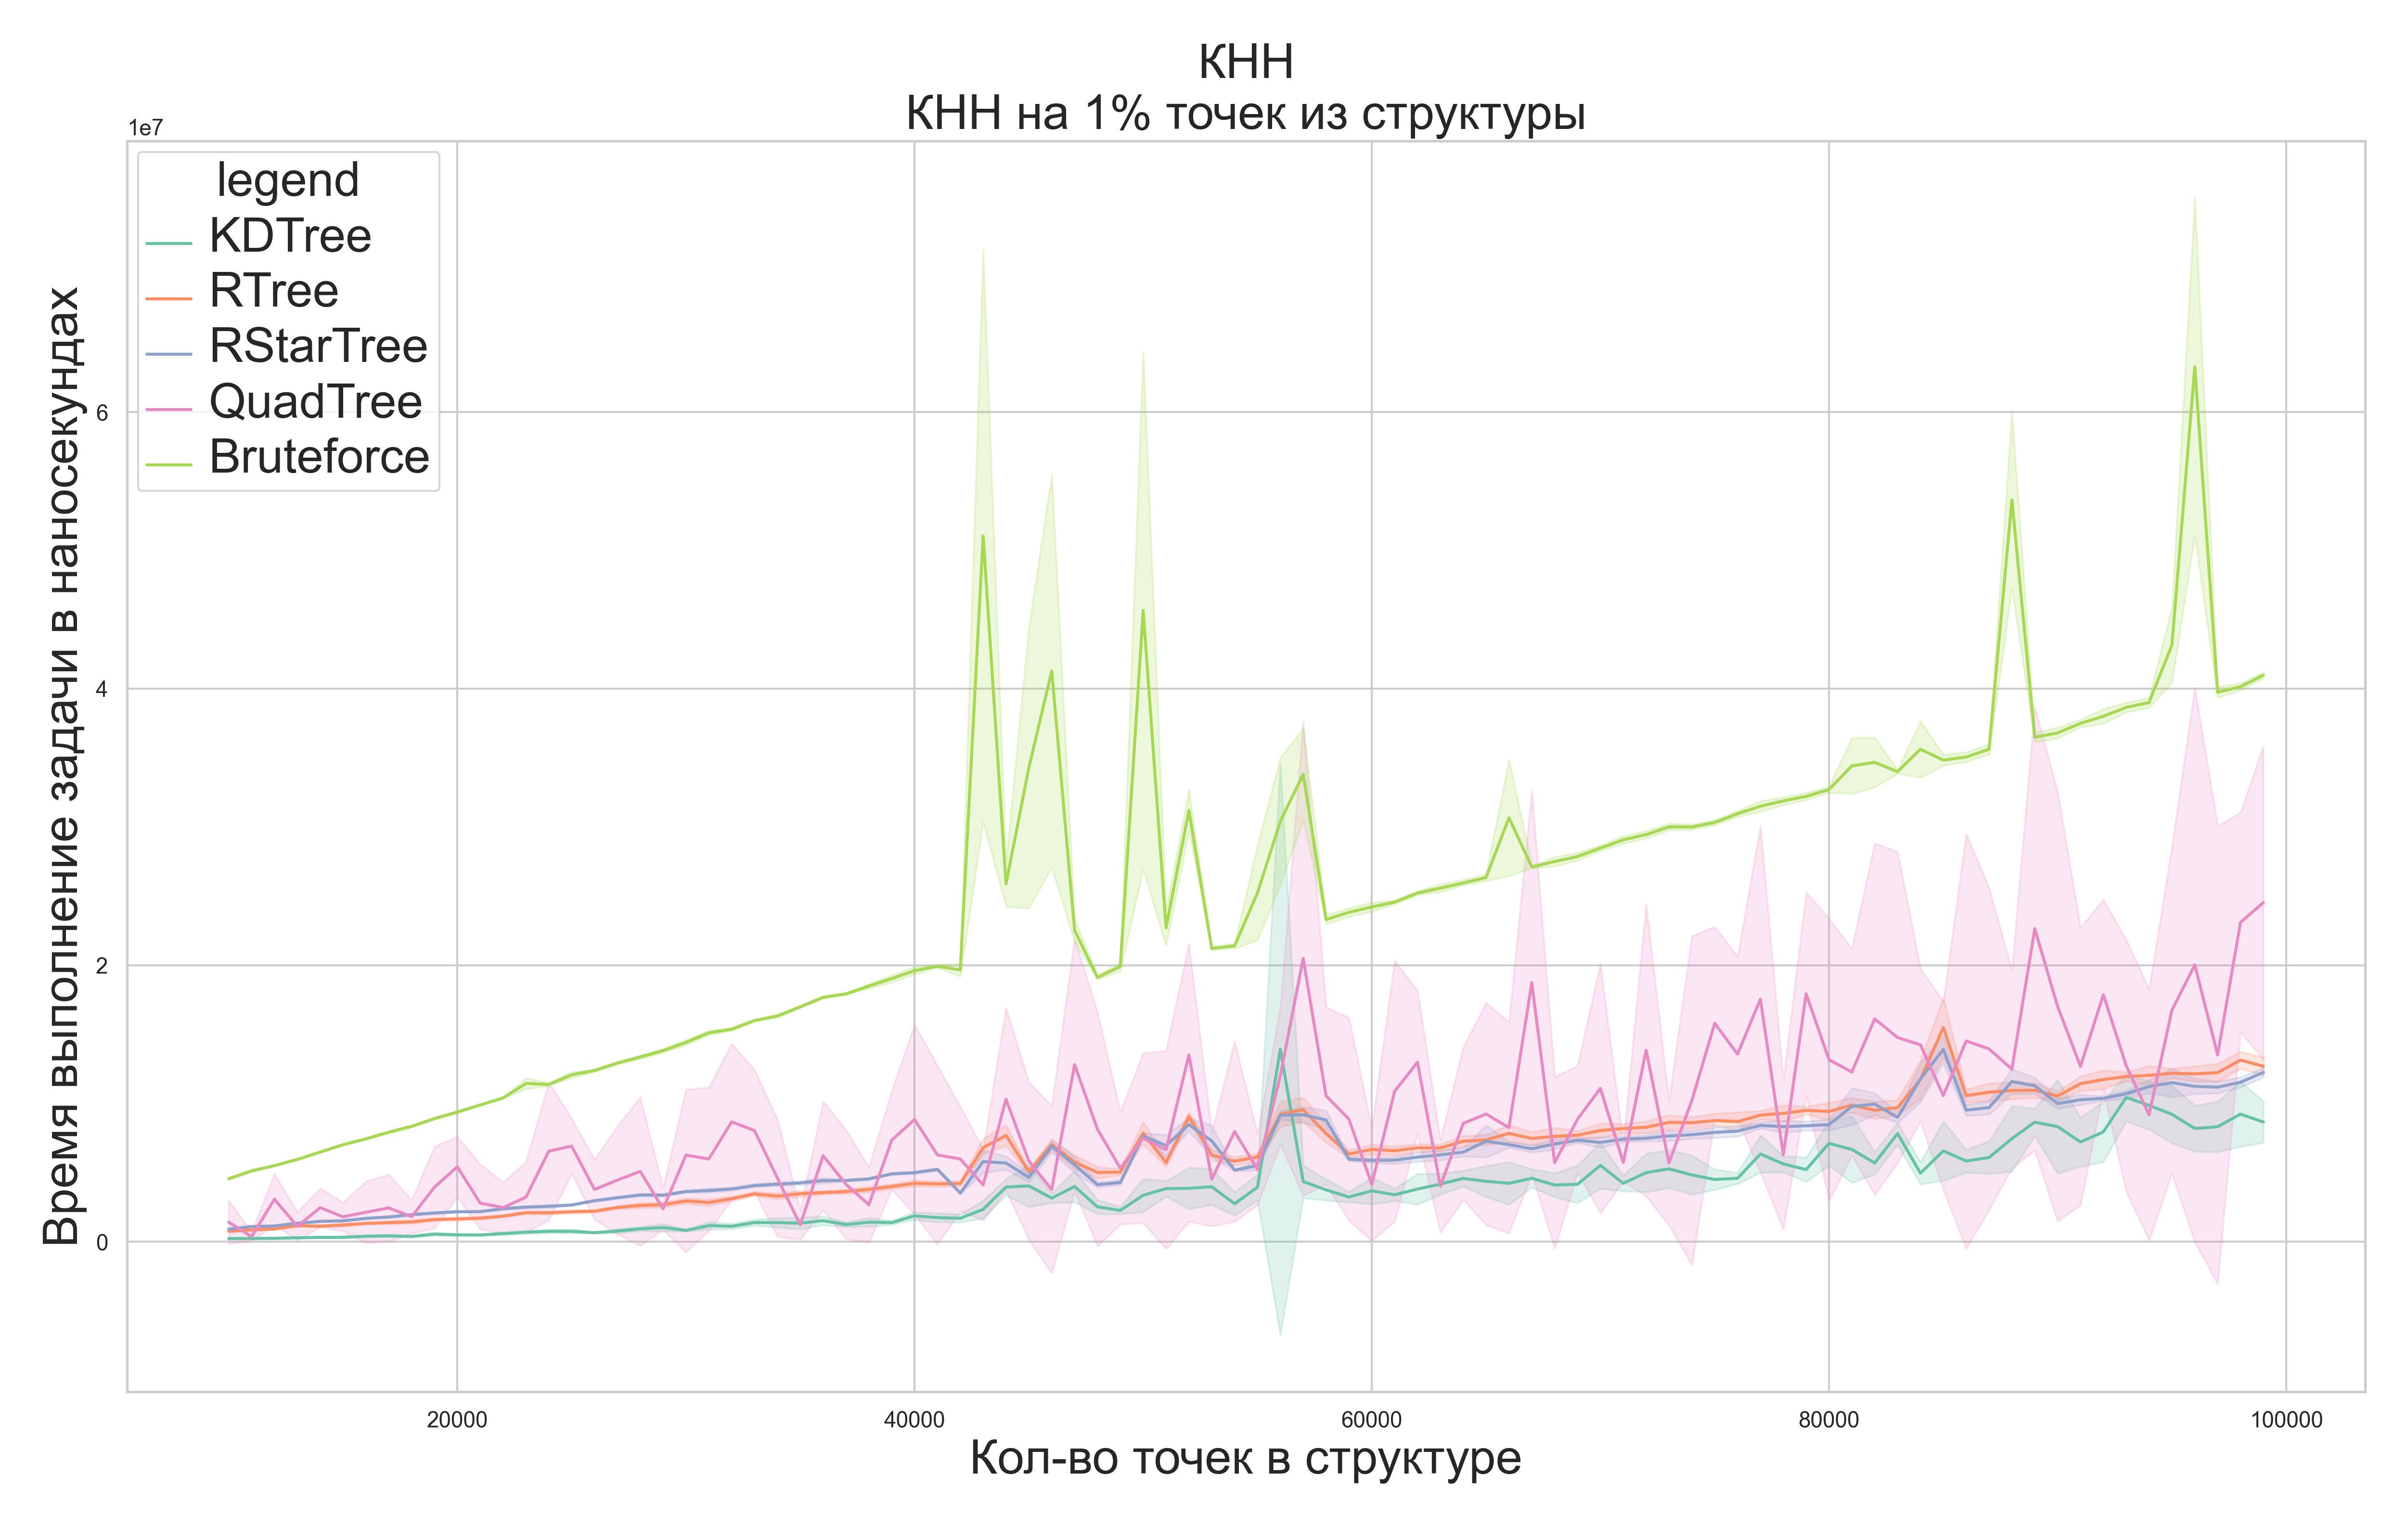 КНН
КНН на 1% точек из структуры
1e7
legend
KDTree
RTree
RStarTree
QuadTree
Bruteforce
Время выполнение задачи в наносекундах
6
4
2
0
20000
40000
60000
80000
100000
Кол-во точек в структуре